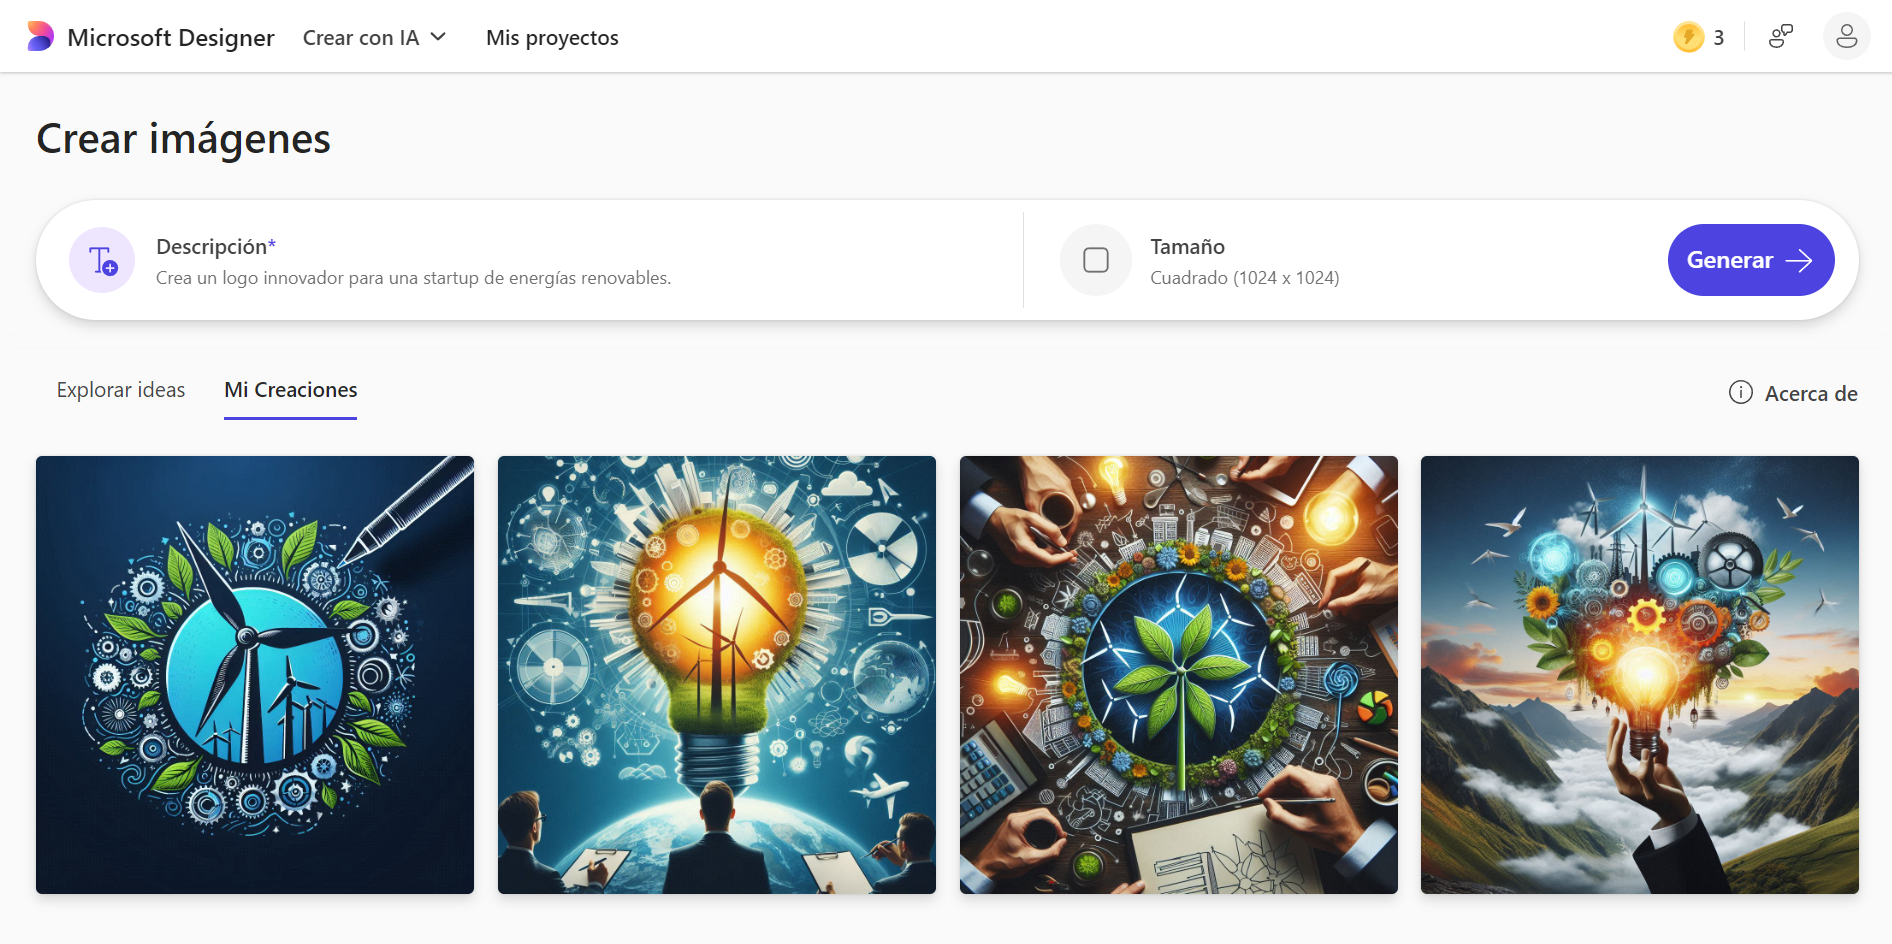 Microsoft Designer Crear con IA Mis proyectos 3
Crear imágenes
Descripción* Tamaño
Crea un logo innovador para una startup de energías renovables. Cuadrado (1024 x 1024)
Generar
Explorar ideas Mi Creaciones Acerca de